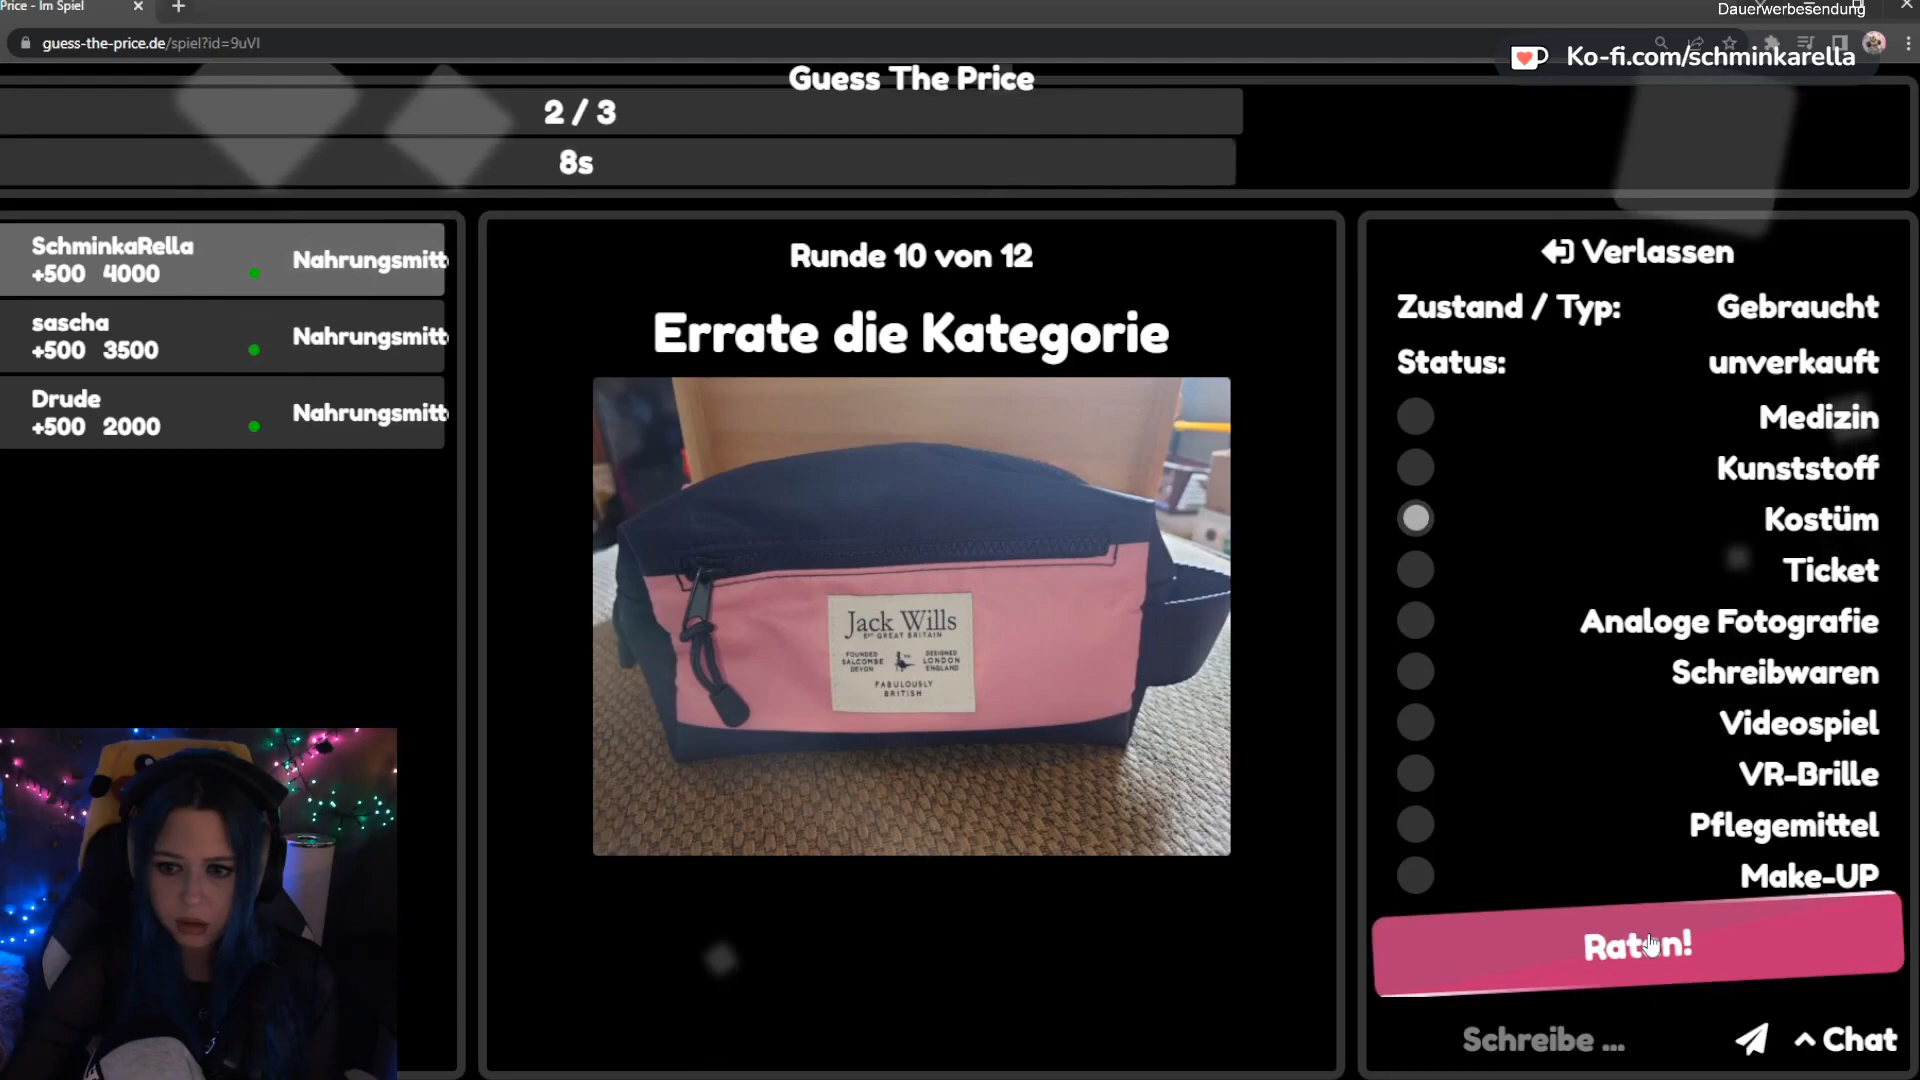 Price - Im Spiel
Dauerwerbesendung
guess-the-price.de/spiel?id=9uVI
Ko-fi.com/schminkarella
Guess The Price
2 / 3
8s
SchminkaRella
+500 4000
Nahrungsmitt
sascha
+500 3500
Nahrungsmitt
Drude
+500 2000
Nahrungsmitt
Runde 10 von 12
Errate die Kategorie
Jack Wills
OF GREAT BRITAIN
FOUNDED
SALCOMBE
DEVON
DESIGNED
LONDON
ENGLAND
FABULOUSLY
BRITISH
Verlassen
Zustand / Typ: Gebraucht
Status: unverkauft
Medizin
Kunststoff
Kostüm
Ticket
Analoge Fotografie
Schreibwaren
Videospiel
VR-Brille
Pflegemittel
Make-UP
Raten!
Schreibe ...
Chat